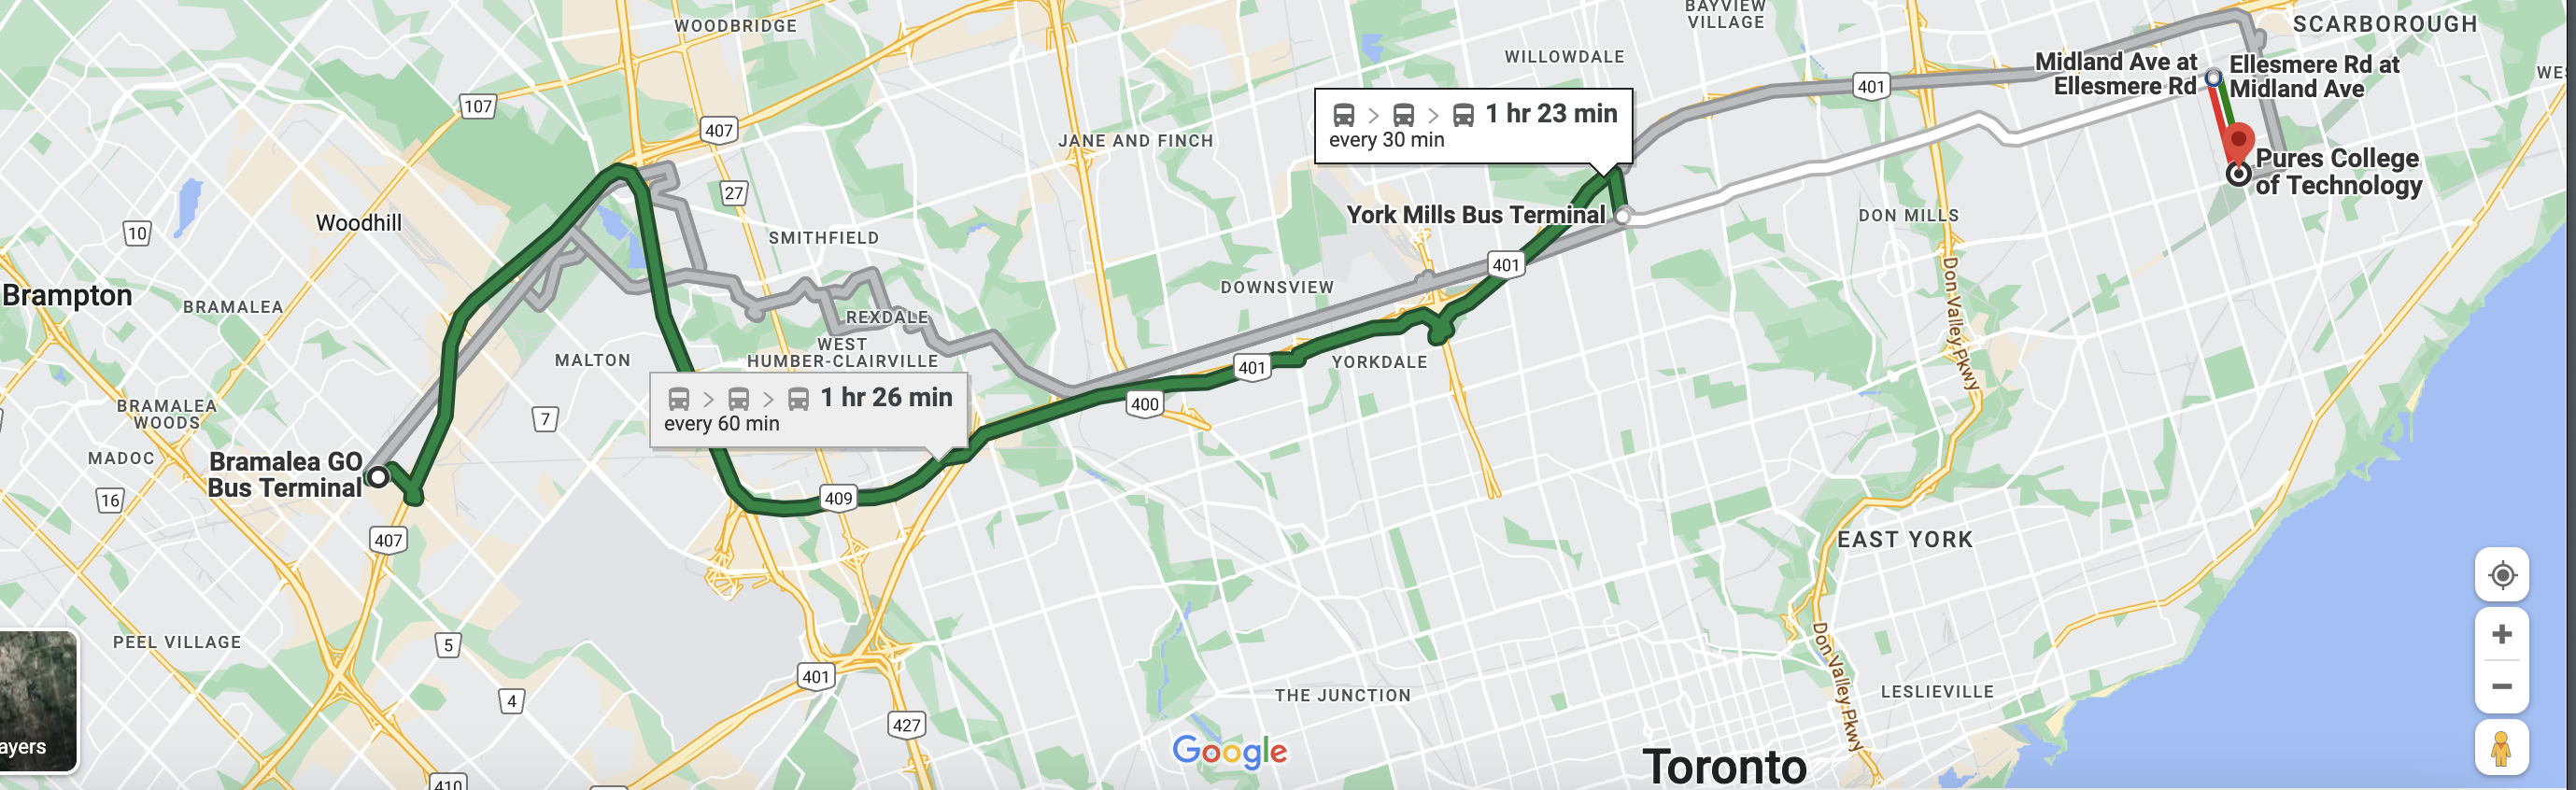 WOODBRIDGE
BAYVIEW
VILLAGE
SCARBOROUGH
WILLOWDALE
Midland Ave at
Ellesmere Rd
Ellesmere Rd at
Midland Ave
WES
401
107
407
1 hr 23 min
every 30 min
JANE AND FINCH
Pures College
of Technology
27
York Mills Bus Terminal
DON MILLS
Woodhill
10
SMITHFIELD
401
DOWNSVIEW
Brampton
BRAMALEA
REXDALE
Don Valley Pkwy
WEST
HUMBER-CLAIRVILLE
MALTON
YORKDALE
401
1 hr 26 min
every 60 min
400
BRAMALEA
WOODS
7
MADOC
Bramalea GO
Bus Terminal
16
409
407
EAST YORK
PEEL VILLAGE
5
Don Valley Pkwy
401
4
THE JUNCTION
LESLIEVILLE
427
ayers
Google
Toronto
410